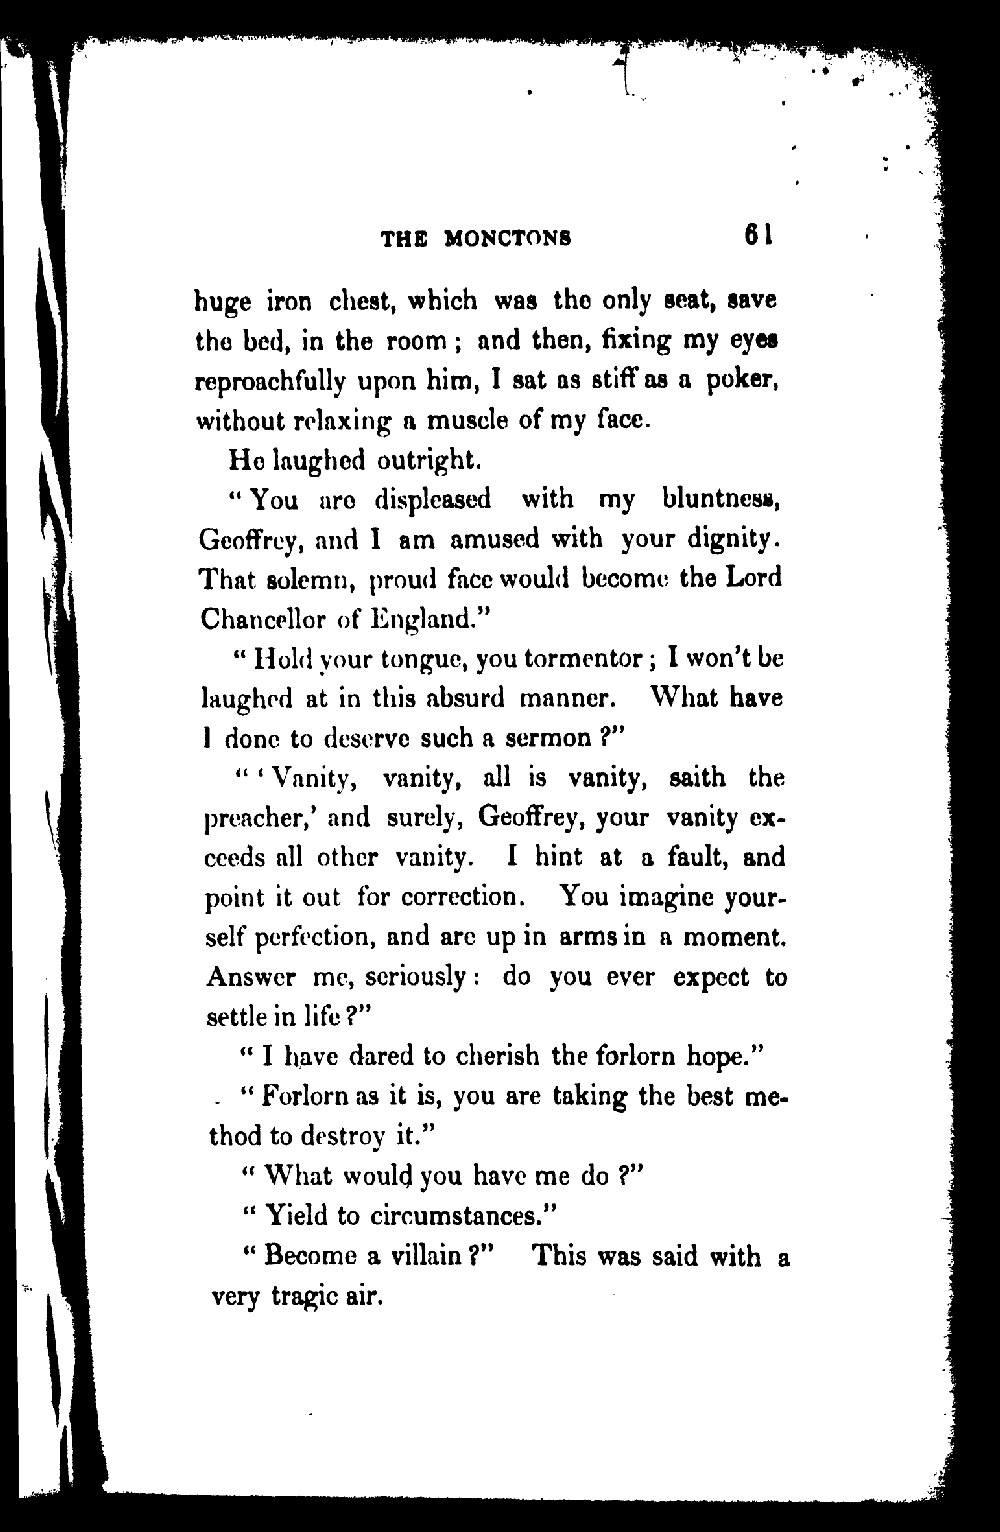 THE MONCTONS 61
huge iron chest, which was the only seat, save
the bed, in the room ; and then, fixing my eyes
reproachfully upon him, I sat as stiff as a poker,
without relaxing a muscle of my face.
He laughed outright.
“ You are displeased with my bluntness,
Geoffrey, and I am amused with your dignity.
That solemn, proud face would become the Lord
Chancellor of England.”
“ Hold your tongue, you tormentor ; I won’t be
laughed at in this absurd manner. What have
I done to deserve such a sermon ?”
“ ‘ Vanity, vanity, all is vanity, saith the
preacher,’ and surely, Geoffrey, your vanity ex-
ceeds all other vanity. I hint at a fault, and
point it out for correction. You imagine your-
self perfection, and are up in arms in a moment.
Answer me, seriously : do you ever expect to
settle in life ?”
“ I have dared to cherish the forlorn hope.”
“ Forlorn as it is, you are taking the best me-
thod to destroy it.”
“ What would you have me do ?”
“ Yield to circumstances.”
“ Become a villain ?” This was said with a
very tragic air.